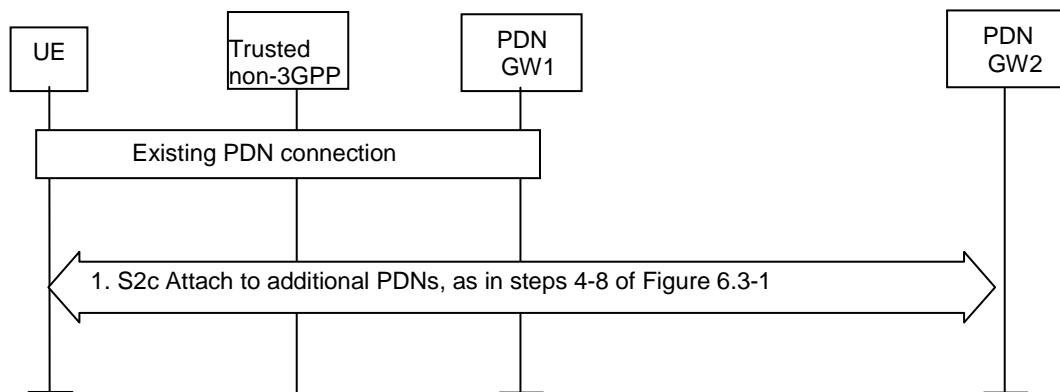 UE
Trusted
non-3GPP
PDN
GW1
PDN
GW2
Existing PDN connection
1. S2c Attach to additional PDNs, as in steps 4-8 of Figure 6.3-1